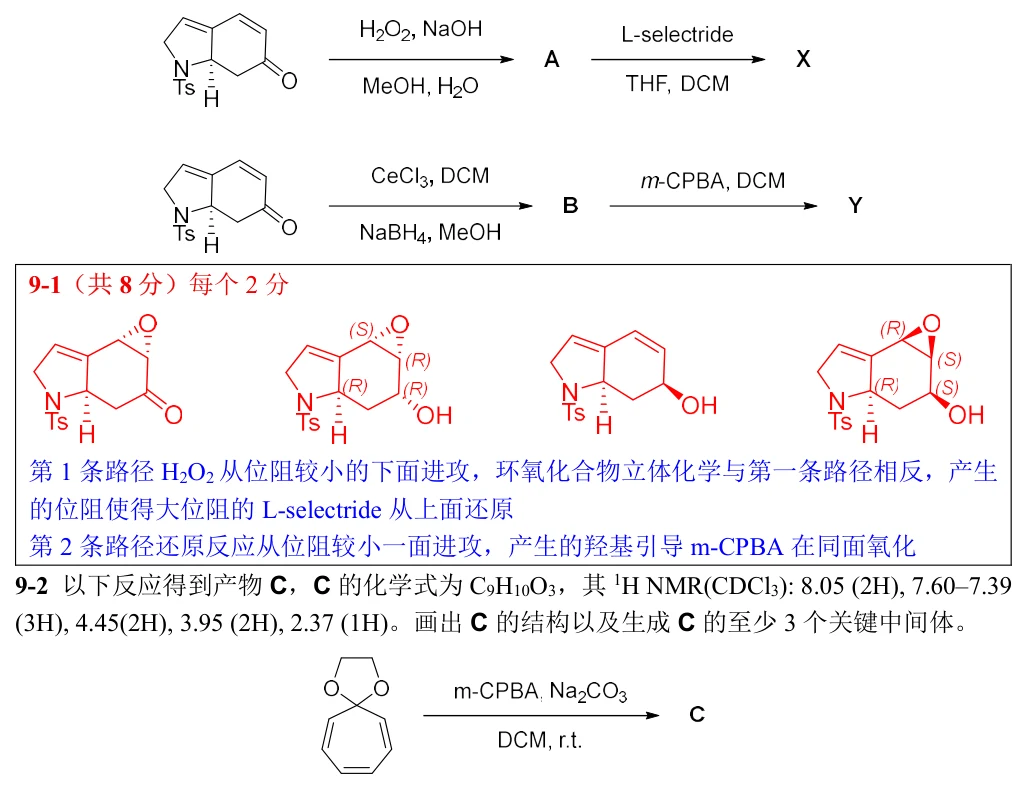 H₂O₂, NaOH
MeOH, H₂O
A
L-selectride
THF, DCM
X
N
Ts
H
O
CeCl₃, DCM
NaBH₄, MeOH
B
m-CPBA, DCM
Y
N
Ts
H
O
9-1（共 8 分）每个 2 分
O
N
Ts
H
O
(S)
O
(R)
(R)
(R)
N
Ts
H
OH
N
Ts
H
OH
(R)
O
(S)
(R)
(S)
N
Ts
H
OH
第 1 条路径 H₂O₂ 从位阻较小的下面进攻，环氧化合物立体化学与第一条路径相反，产生
的位阻使得大位阻的 L-selectride 从上面还原
第 2 条路径还原反应从位阻较小一面进攻，产生的羟基引导 m-CPBA 在同面氧化
9-2 以下反应得到产物 C，C 的化学式为 C₉H₁₀O₃，其 ¹H NMR(CDCl₃): 8.05 (2H), 7.60–7.39
(3H), 4.45(2H), 3.95 (2H), 2.37 (1H)。画出 C 的结构以及生成 C 的至少 3 个关键中间体。
O
O
m-CPBA, Na₂CO₃
DCM, r.t.
C